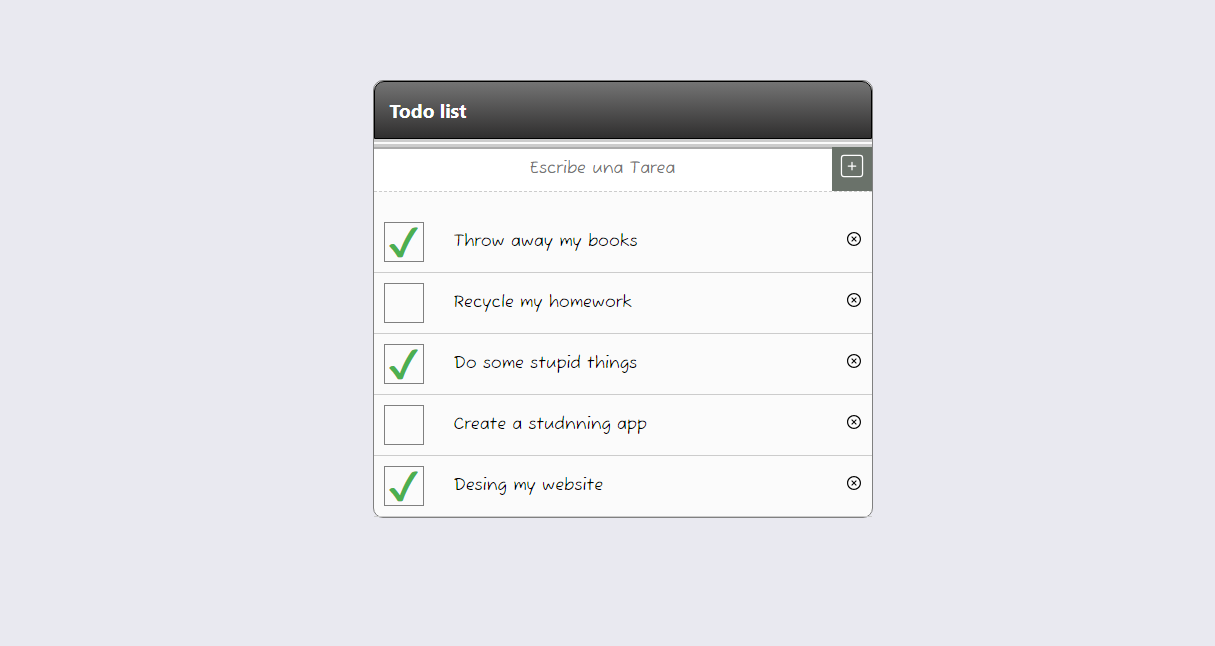 Todo list
Escribe una Tarea
Throw away my books
Recycle my homework
Do some stupid things
Create a studnning app
Desing my website